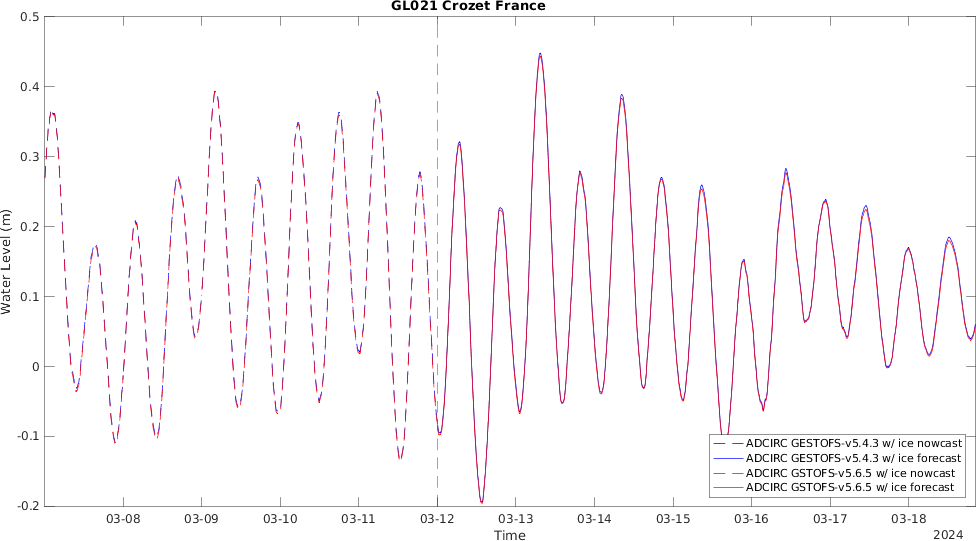 GL021 Crozet France
0.5
0.4
0.3
0.2
0.1
0
-0.1
-0.2
Water Level (m)
ADCIRC GESTOFS-v5.4.3 w/ ice nowcast
ADCIRC GESTOFS-v5.4.3 w/ ice forecast
ADCIRC GSTOFS-v5.6.5 w/ ice nowcast
ADCIRC GSTOFS-v5.6.5 w/ ice forecast
03-08 03-09 03-10 03-11 03-12 03-13 03-14 03-15 03-16 03-17 03-18
Time
2024